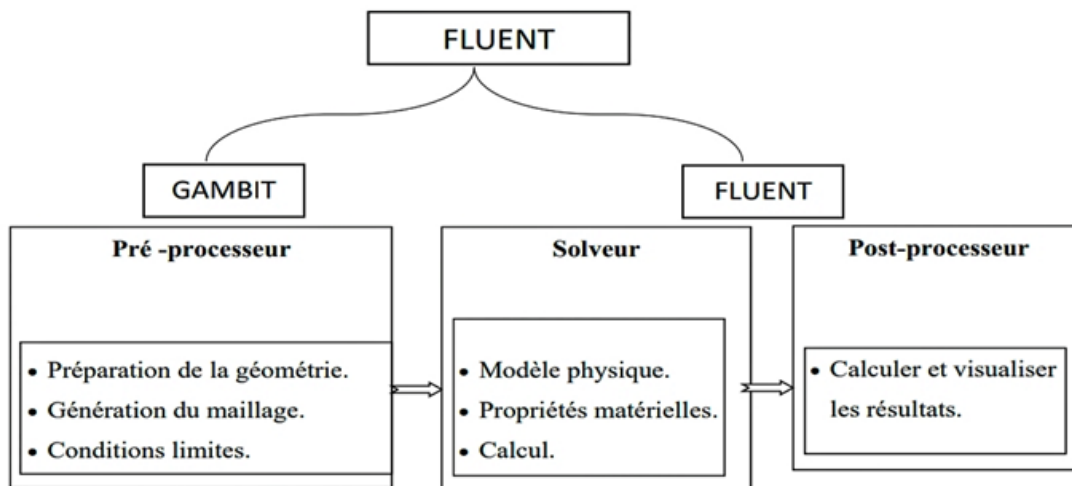 FLUENT
GAMBIT
FLUENT
Pré -processeur
• Préparation de la géométrie.
• Génération du maillage.
• Conditions limites.
Solveur
• Modèle physique.
• Propriétés matérielles.
• Calcul.
Post-processeur
• Calculer et visualiser
les résultats.